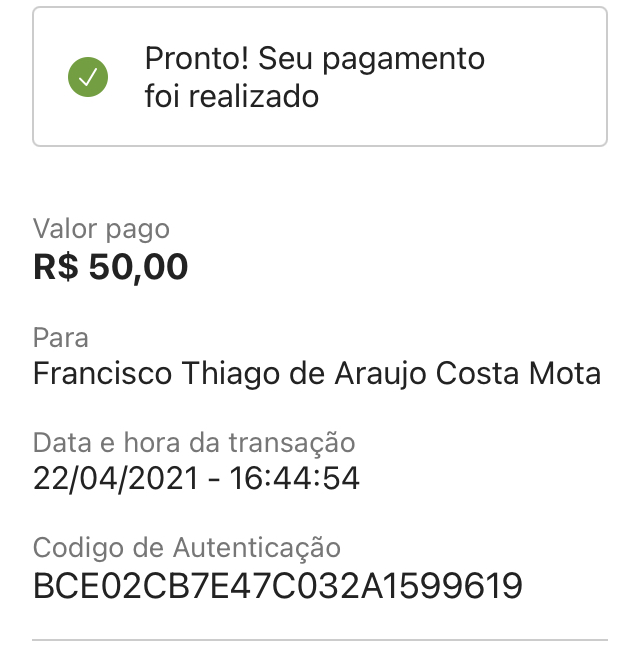 Pronto! Seu pagamento
foi realizado
Valor pago
R$ 50,00
Para
Francisco Thiago de Araujo Costa Mota
Data e hora da transação
22/04/2021 - 16:44:54
Codigo de Autenticação
BCE02CB7E47C032A1599619